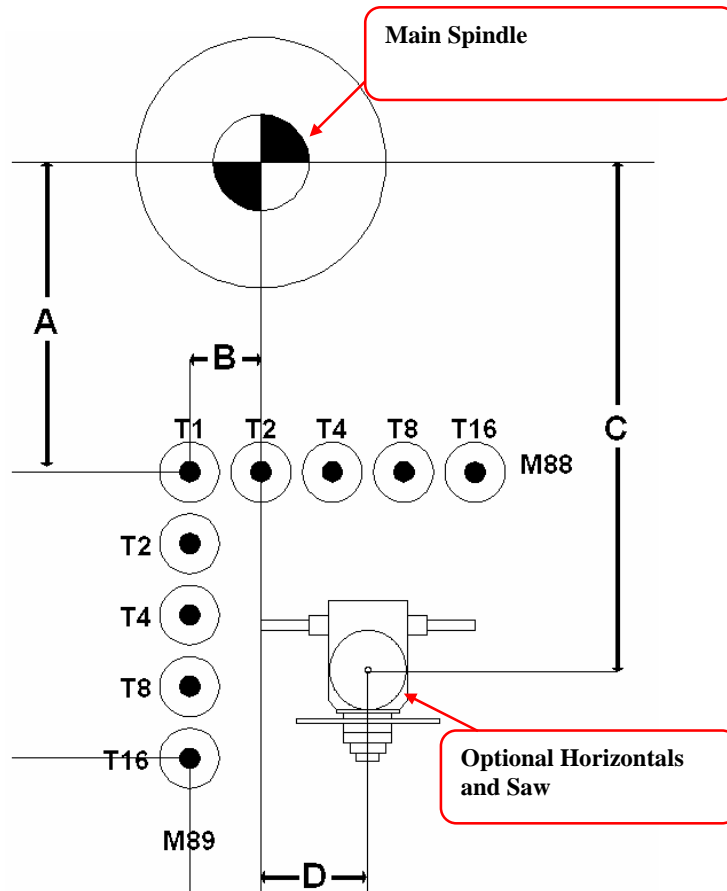 Main Spindle
A
B
C
T1 T2 T4 T8 T16
M88
T2
T4
T8
T16
Optional Horizontals
and Saw
M89
D